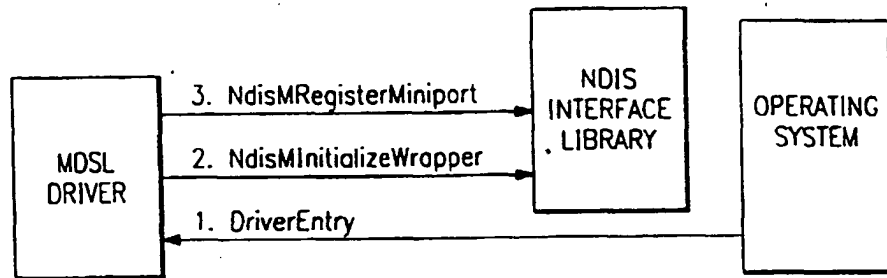 MDSL
DRIVER
3. NdisMRegisterMiniport
2. NdisMInitializeWrapper
1. DriverEntry
NDIS
INTERFACE
LIBRARY
OPERATING
SYSTEM